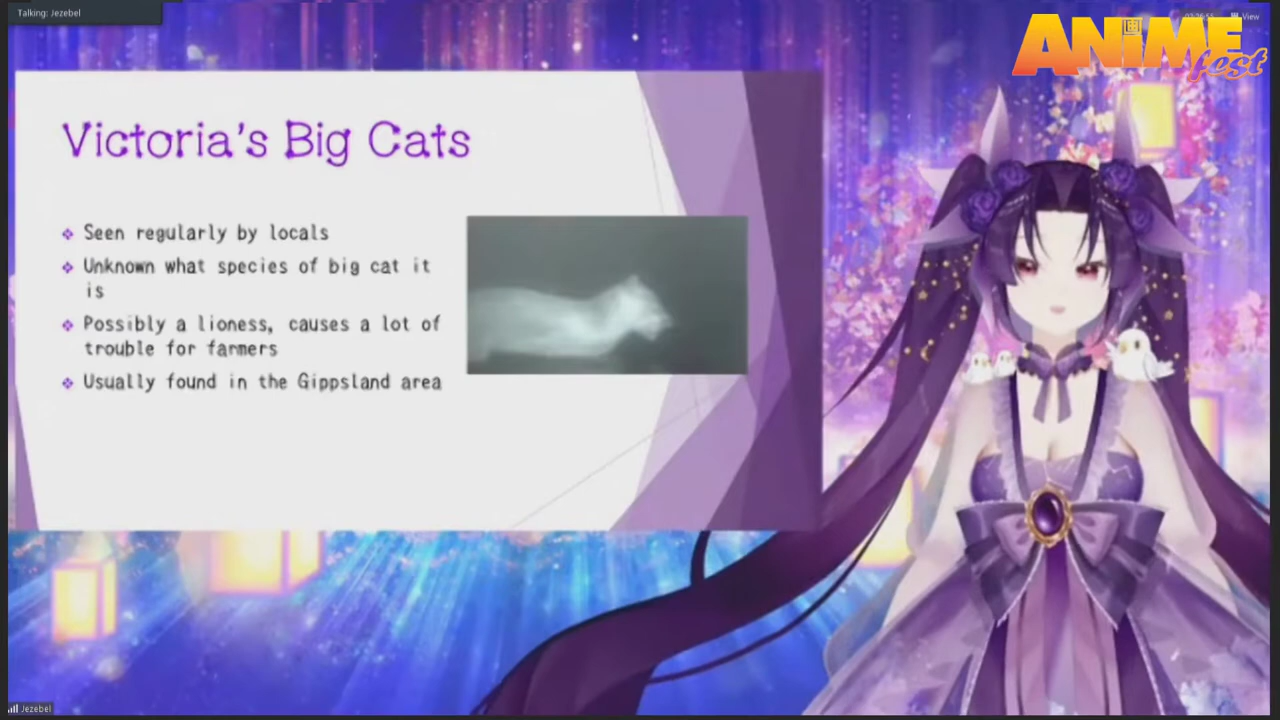 Talking: Jezebel
View
ANiME
fest
Victoria's Big Cats
❖ Seen regularly by locals
❖ Unknown what species of big cat it
is
❖ Possibly a lioness, causes a lot of
trouble for farmers
❖ Usually found in the Gippsland area
Jezebel